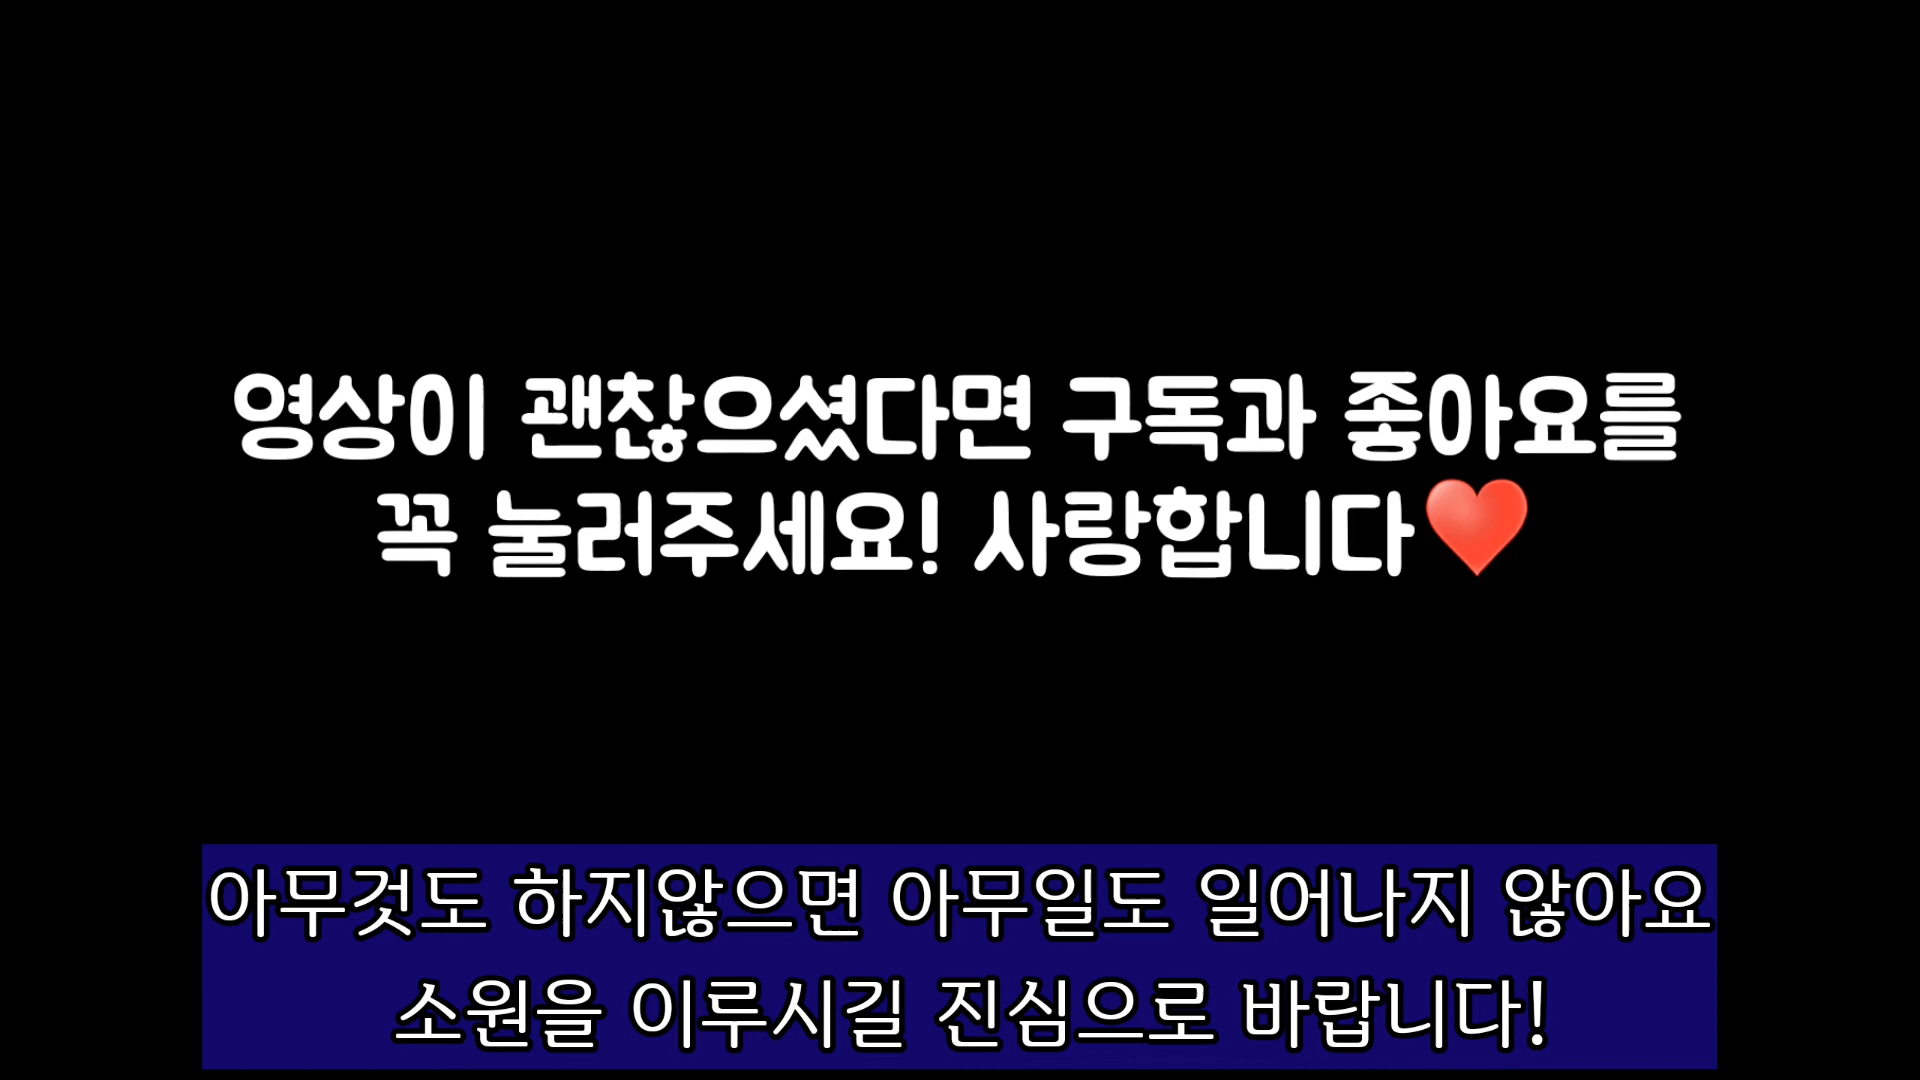 영상이 괜찮으셨다면 구독과 좋아요를
꼭 눌러주세요! 사랑합니다♥
아무것도 하지않으면 아무일도 일어나지 않아요
소원을 이루시길 진심으로 바랍니다!